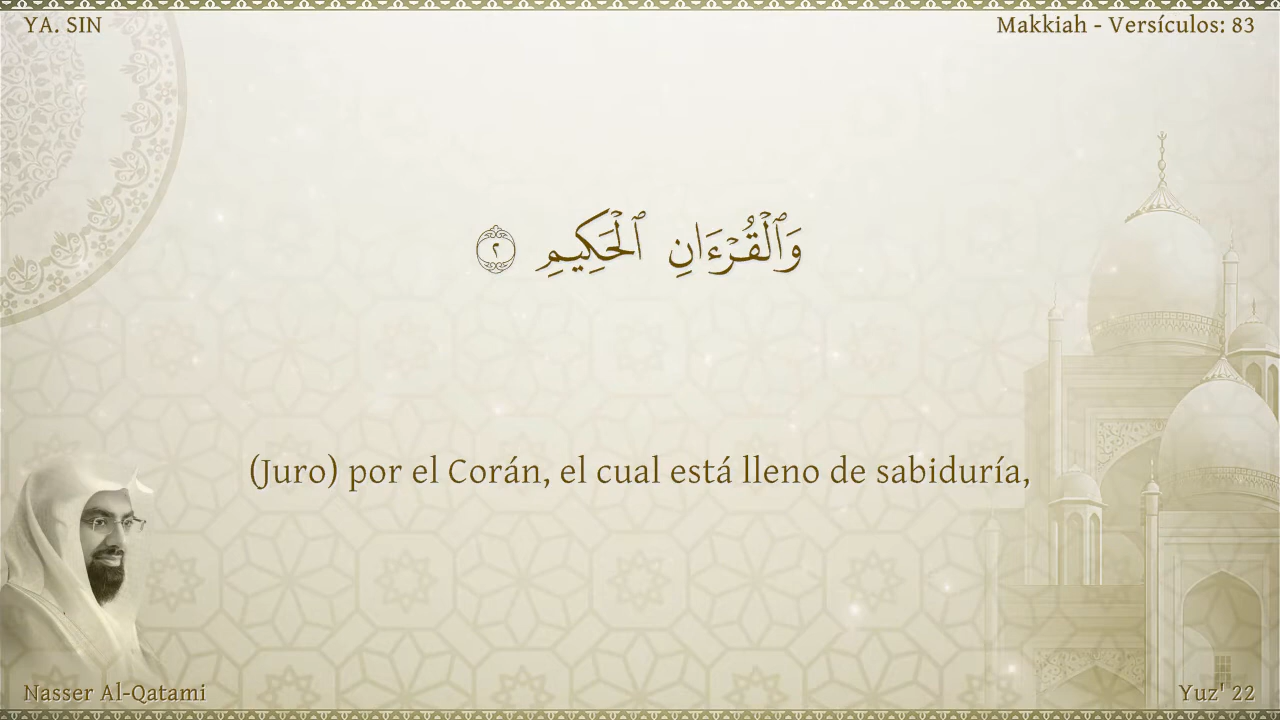 YA. SIN
Makkiah - Versículos: 83
وَٱلْقُرْءَانِ ٱلْحَكِيمِ ٢
(Juro) por el Corán, el cual está lleno de sabiduría,
Nasser Al-Qatami
Yuz' 22